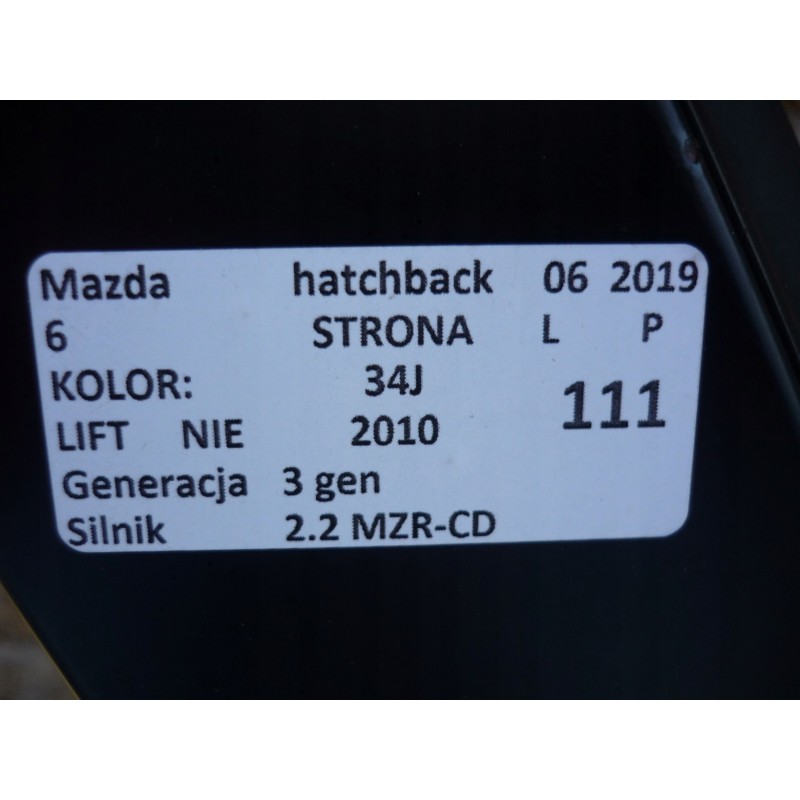 Mazda hatchback 06 2019
6 STRONA L P
KOLOR: 34J 111
LIFT NIE 2010
Generacja 3 gen
Silnik 2.2 MZR-CD